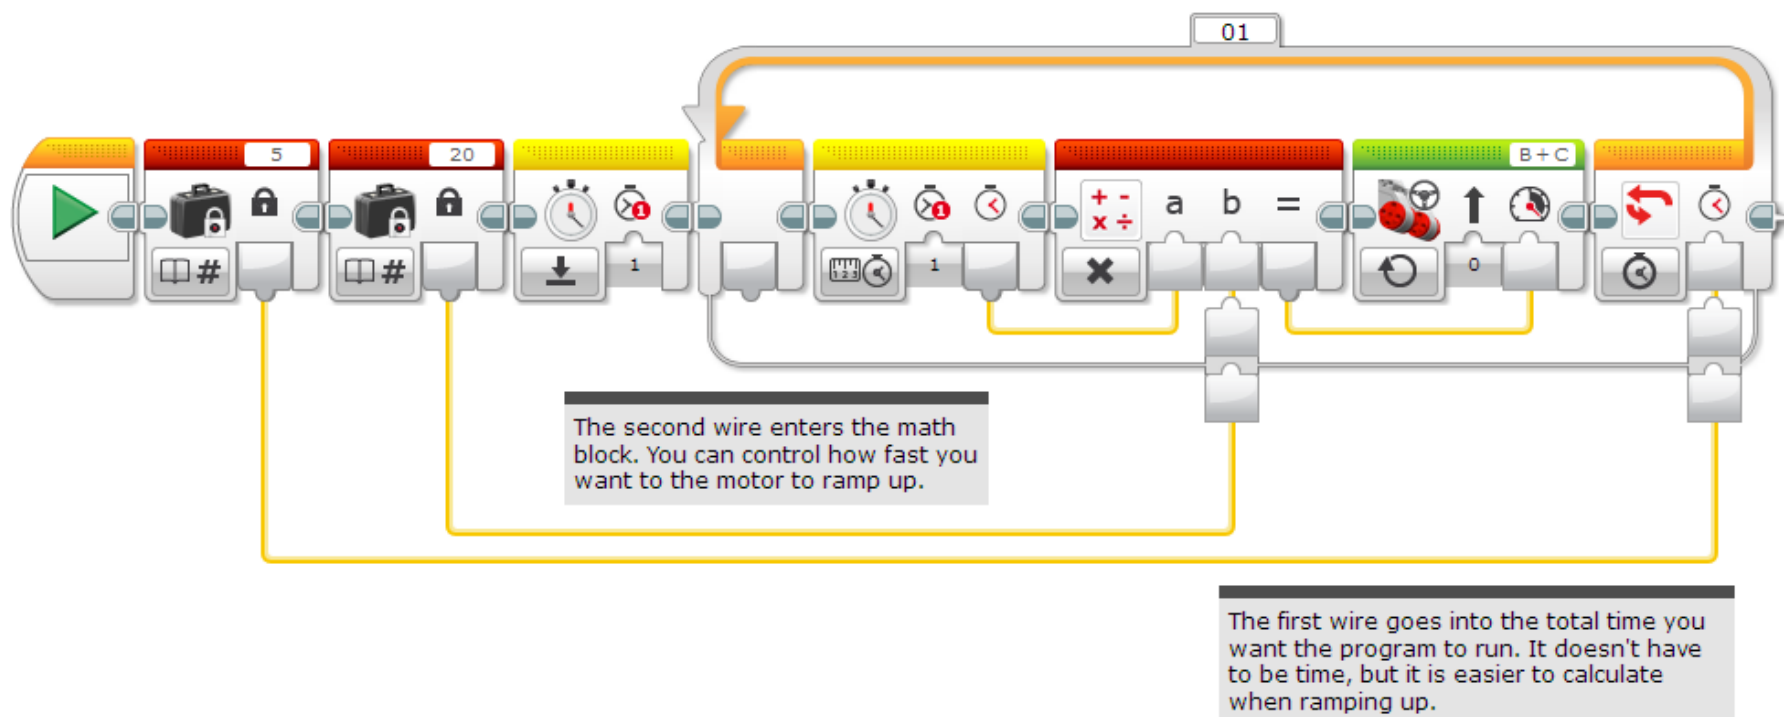 01
5
20
B+C
a b =
#
#
1
1
0
The second wire enters the math
block. You can control how fast you
want to the motor to ramp up.
The first wire goes into the total time you
want the program to run. It doesn't have
to be time, but it is easier to calculate
when ramping up.